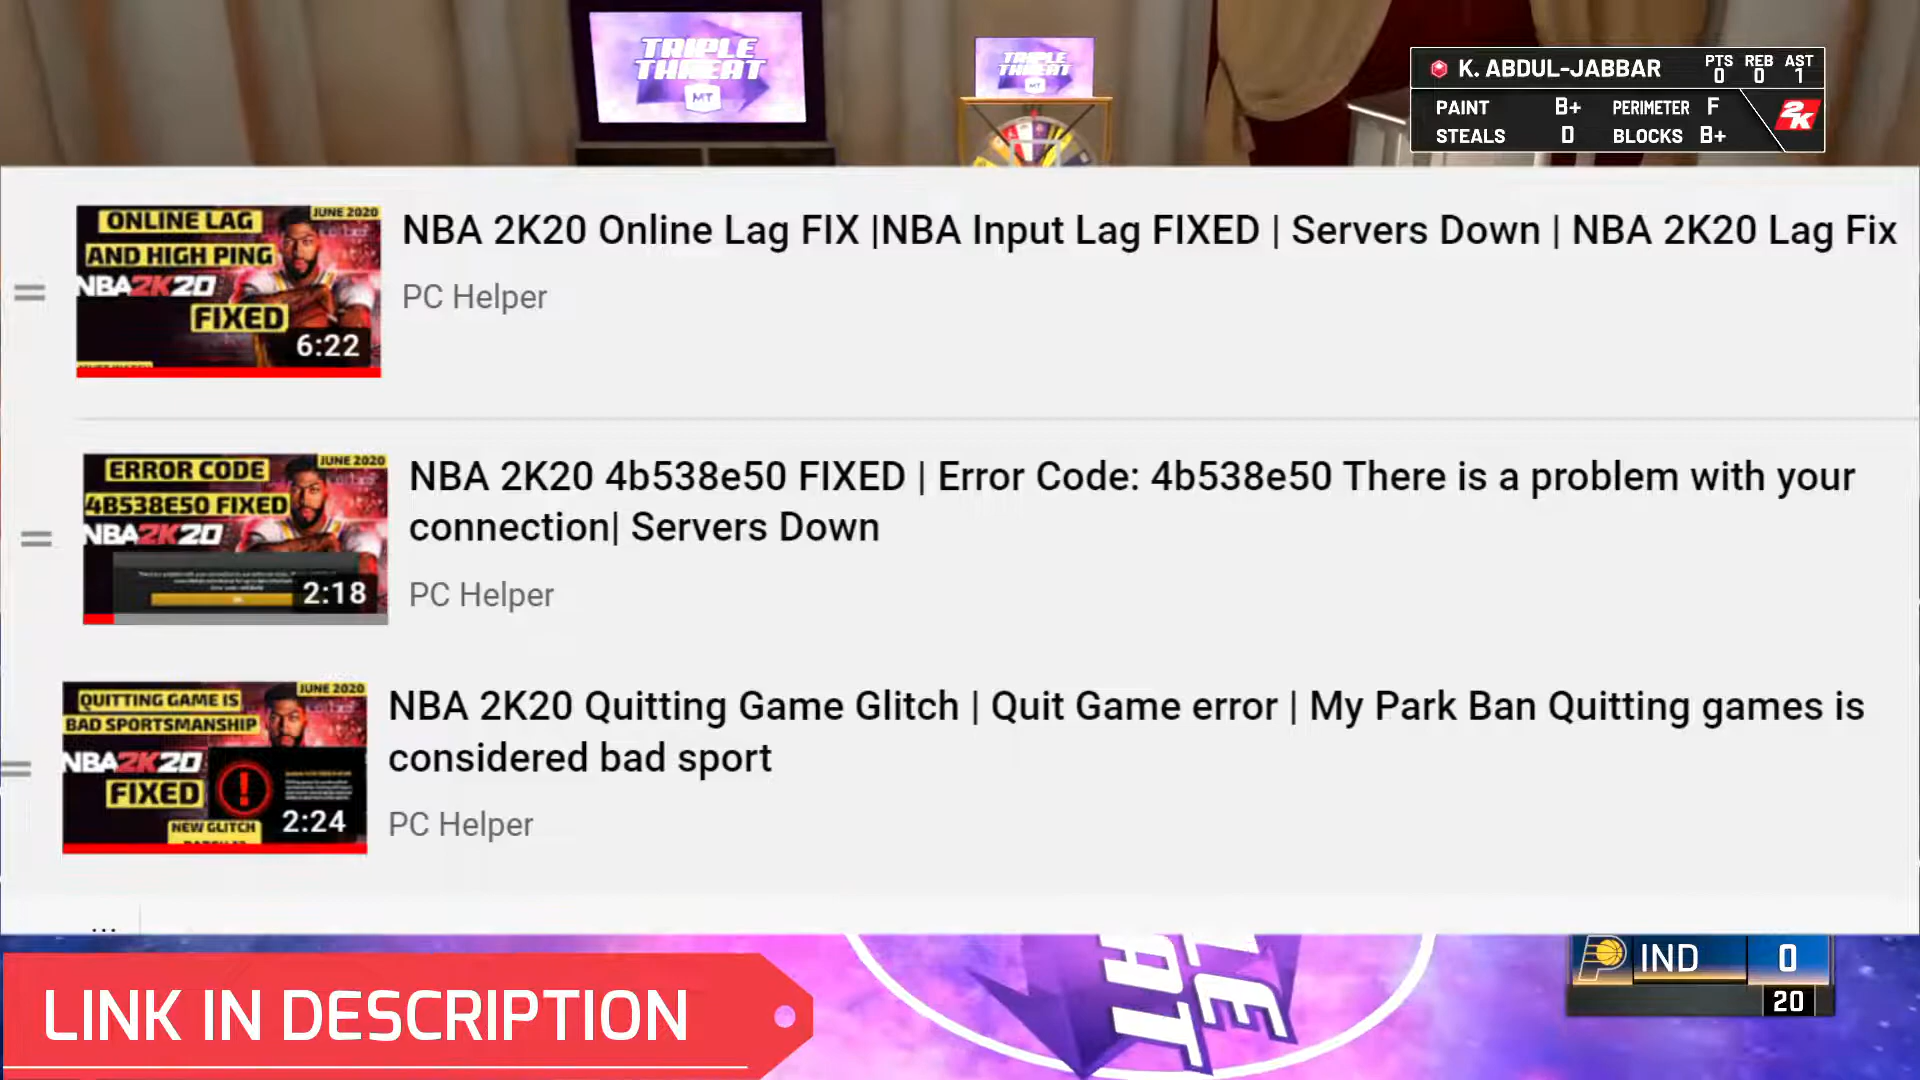 TRIPLE
THREAT
MT
TRIPLE
THREAT
MT
K. ABDUL-JABBAR PTS REB AST
0 0 1
PAINT B+ PERIMETER F
STEALS D BLOCKS B+
2K
ONLINE LAG JUNE 2020
AND HIGH PING
NBA2K20
FIXED
6:22
NBA 2K20 Online Lag FIX |NBA Input Lag FIXED | Servers Down | NBA 2K20 Lag Fix
PC Helper
ERROR CODE JUNE 2020
4B538E50 FIXED
NBA2K20
2:18
NBA 2K20 4b538e50 FIXED | Error Code: 4b538e50 There is a problem with your
connection| Servers Down
PC Helper
QUITTING GAME IS JUNE 2020
BAD SPORTSMANSHIP
NBA2K20
FIXED
NEW GLITCH
2:24
NBA 2K20 Quitting Game Glitch | Quit Game error | My Park Ban Quitting games is
considered bad sport
PC Helper
...
LINK IN DESCRIPTION
LE
AT
IND 0
20